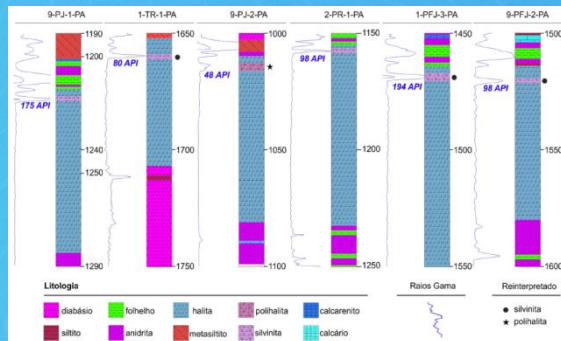 9-PJ-1-PA 1-TR-1-PA 9-PJ-2-PA 2-PR-1-PA 1-PFJ-3-PA 9-PFJ-2-PA
1190 1650 1000 1150 1450 1500
1200
80 API
98 API
48 API
175 API
194 API
98 API
1240
1250
1700
1050
1200
1500
1550
1290
1750
1100
1250
1550
1600
Litologia Raios Gama Reinterpretado
diabásio folhelho halita polihalita calcarenito silvinita
siltito anidrita metasiltito silvinita calcário polihalita